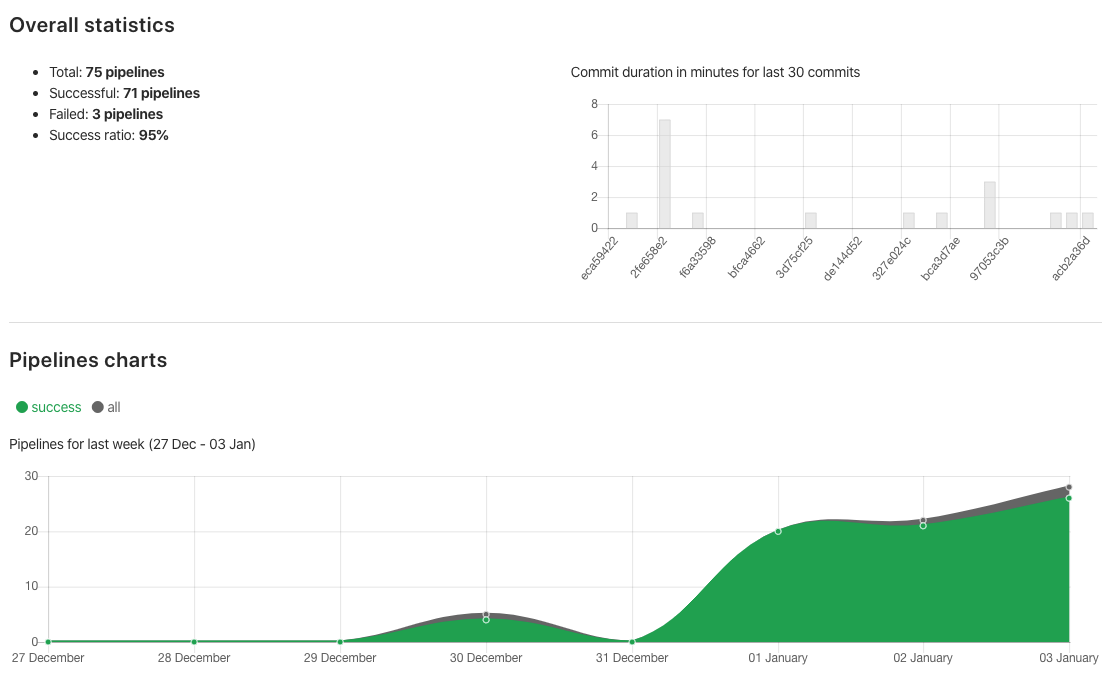 Overall statistics
Total: 75 pipelines
Successful: 71 pipelines
Failed: 3 pipelines
Success ratio: 95%
Commit duration in minutes for last 30 commits
8
6
4
2
0
eca59422
2fe658e2
f6a33598
bfca4662
3d75cf25
de144d52
327e024c
bca3d7ae
97053c3b
acb2a36d
Pipelines charts
success all
Pipelines for last week (27 Dec - 03 Jan)
30
20
10
0
27 December 28 December 29 December 30 December 31 December 01 January 02 January 03 January